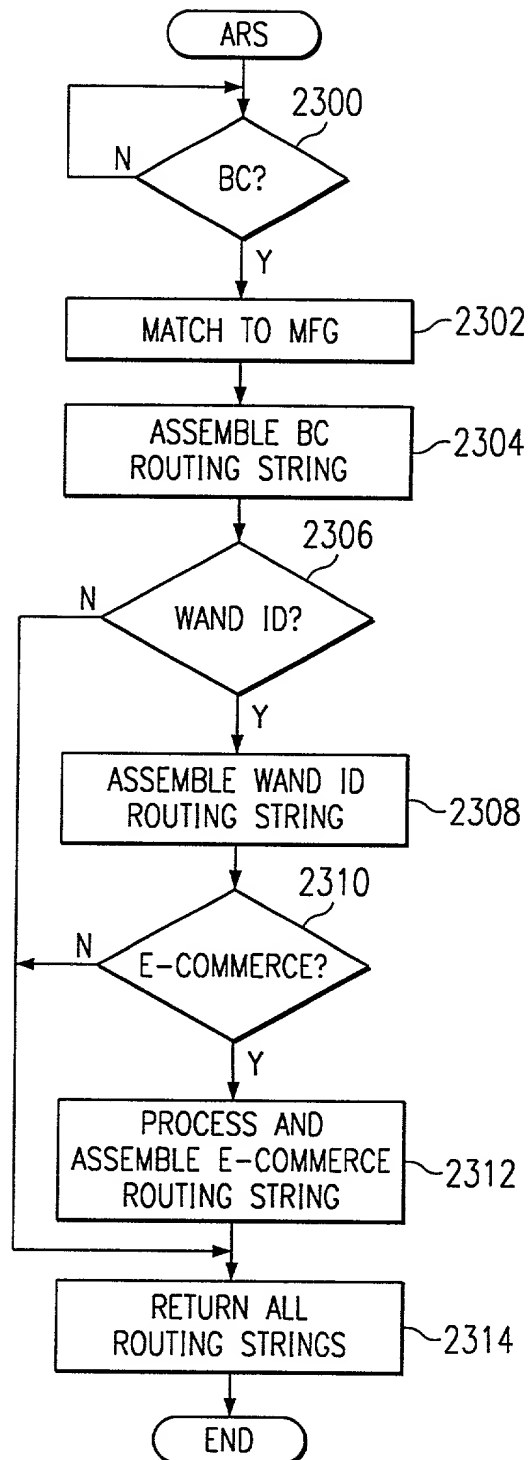 ARS
2300
N
BC?
Y
MATCH TO MFG
2302
ASSEMBLE BC
ROUTING STRING
2304
2306
N
WAND ID?
Y
ASSEMBLE WAND ID
ROUTING STRING
2308
2310
N
E-COMMERCE?
Y
PROCESS AND
ASSEMBLE E-COMMERCE
ROUTING STRING
2312
RETURN ALL
ROUTING STRINGS
2314
END